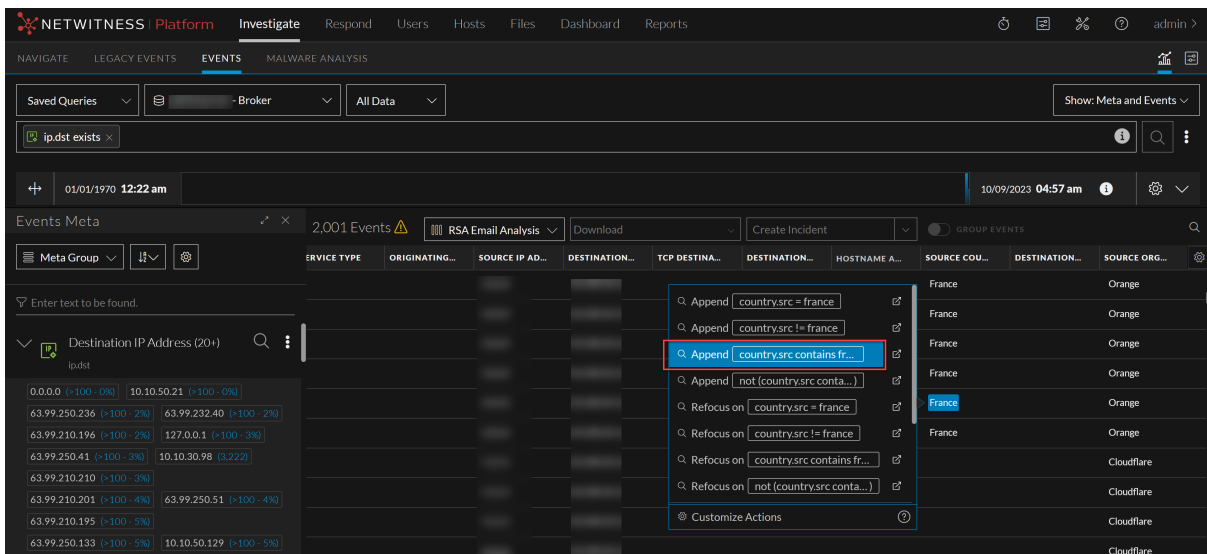 NETWITNESS Platform Investigate Respond Users Hosts Files Dashboard Reports admin >
NAVIGATE LEGACY EVENTS EVENTS MALWARE ANALYSIS
Saved Queries - Broker All Data Show: Meta and Events
ip.dst exists ×
01/01/1970 12:22 am 10/09/2023 04:57 am
Events Meta 2,001 Events RSA Email Analysis Download Create Incident GROUP EVENTS
Meta Group ERVICE TYPE ORIGINATING... SOURCE IP AD... DESTINATION... TCP DESTINA... DESTINATION... HOSTNAME A... SOURCE COU... DESTINATION... SOURCE ORG...
France Orange
Enter text to be found.
Append country.src = france
France Orange
Append country.src != france
Destination IP Address (20+) France Orange
ip.dst
Append country.src contains fr...
France Orange
Append not (country.src conta... )
0.0.0.0 (>100 - 0%) 10.10.50.21 (>100 - 0%)
France Orange
Refocus on country.src = france
63.99.250.236 (>100 - 2%) 63.99.232.40 (>100 - 2%)
63.99.210.196 (>100 - 2%) 127.0.0.1 (>100 - 3%)
Refocus on country.src != france
France Orange
63.99.250.41 (>100 - 3%) 10.10.30.98 (3,222)
Refocus on country.src contains fr...
Cloudflare
63.99.210.210 (>100 - 3%)
Refocus on not (country.src conta... )
Cloudflare
63.99.210.201 (>100 - 4%) 63.99.250.51 (>100 - 4%)
63.99.210.195 (>100 - 5%)
Customize Actions
Cloudflare
63.99.250.133 (>100 - 5%) 10.10.50.129 (>100 - 5%)
Cloudflare